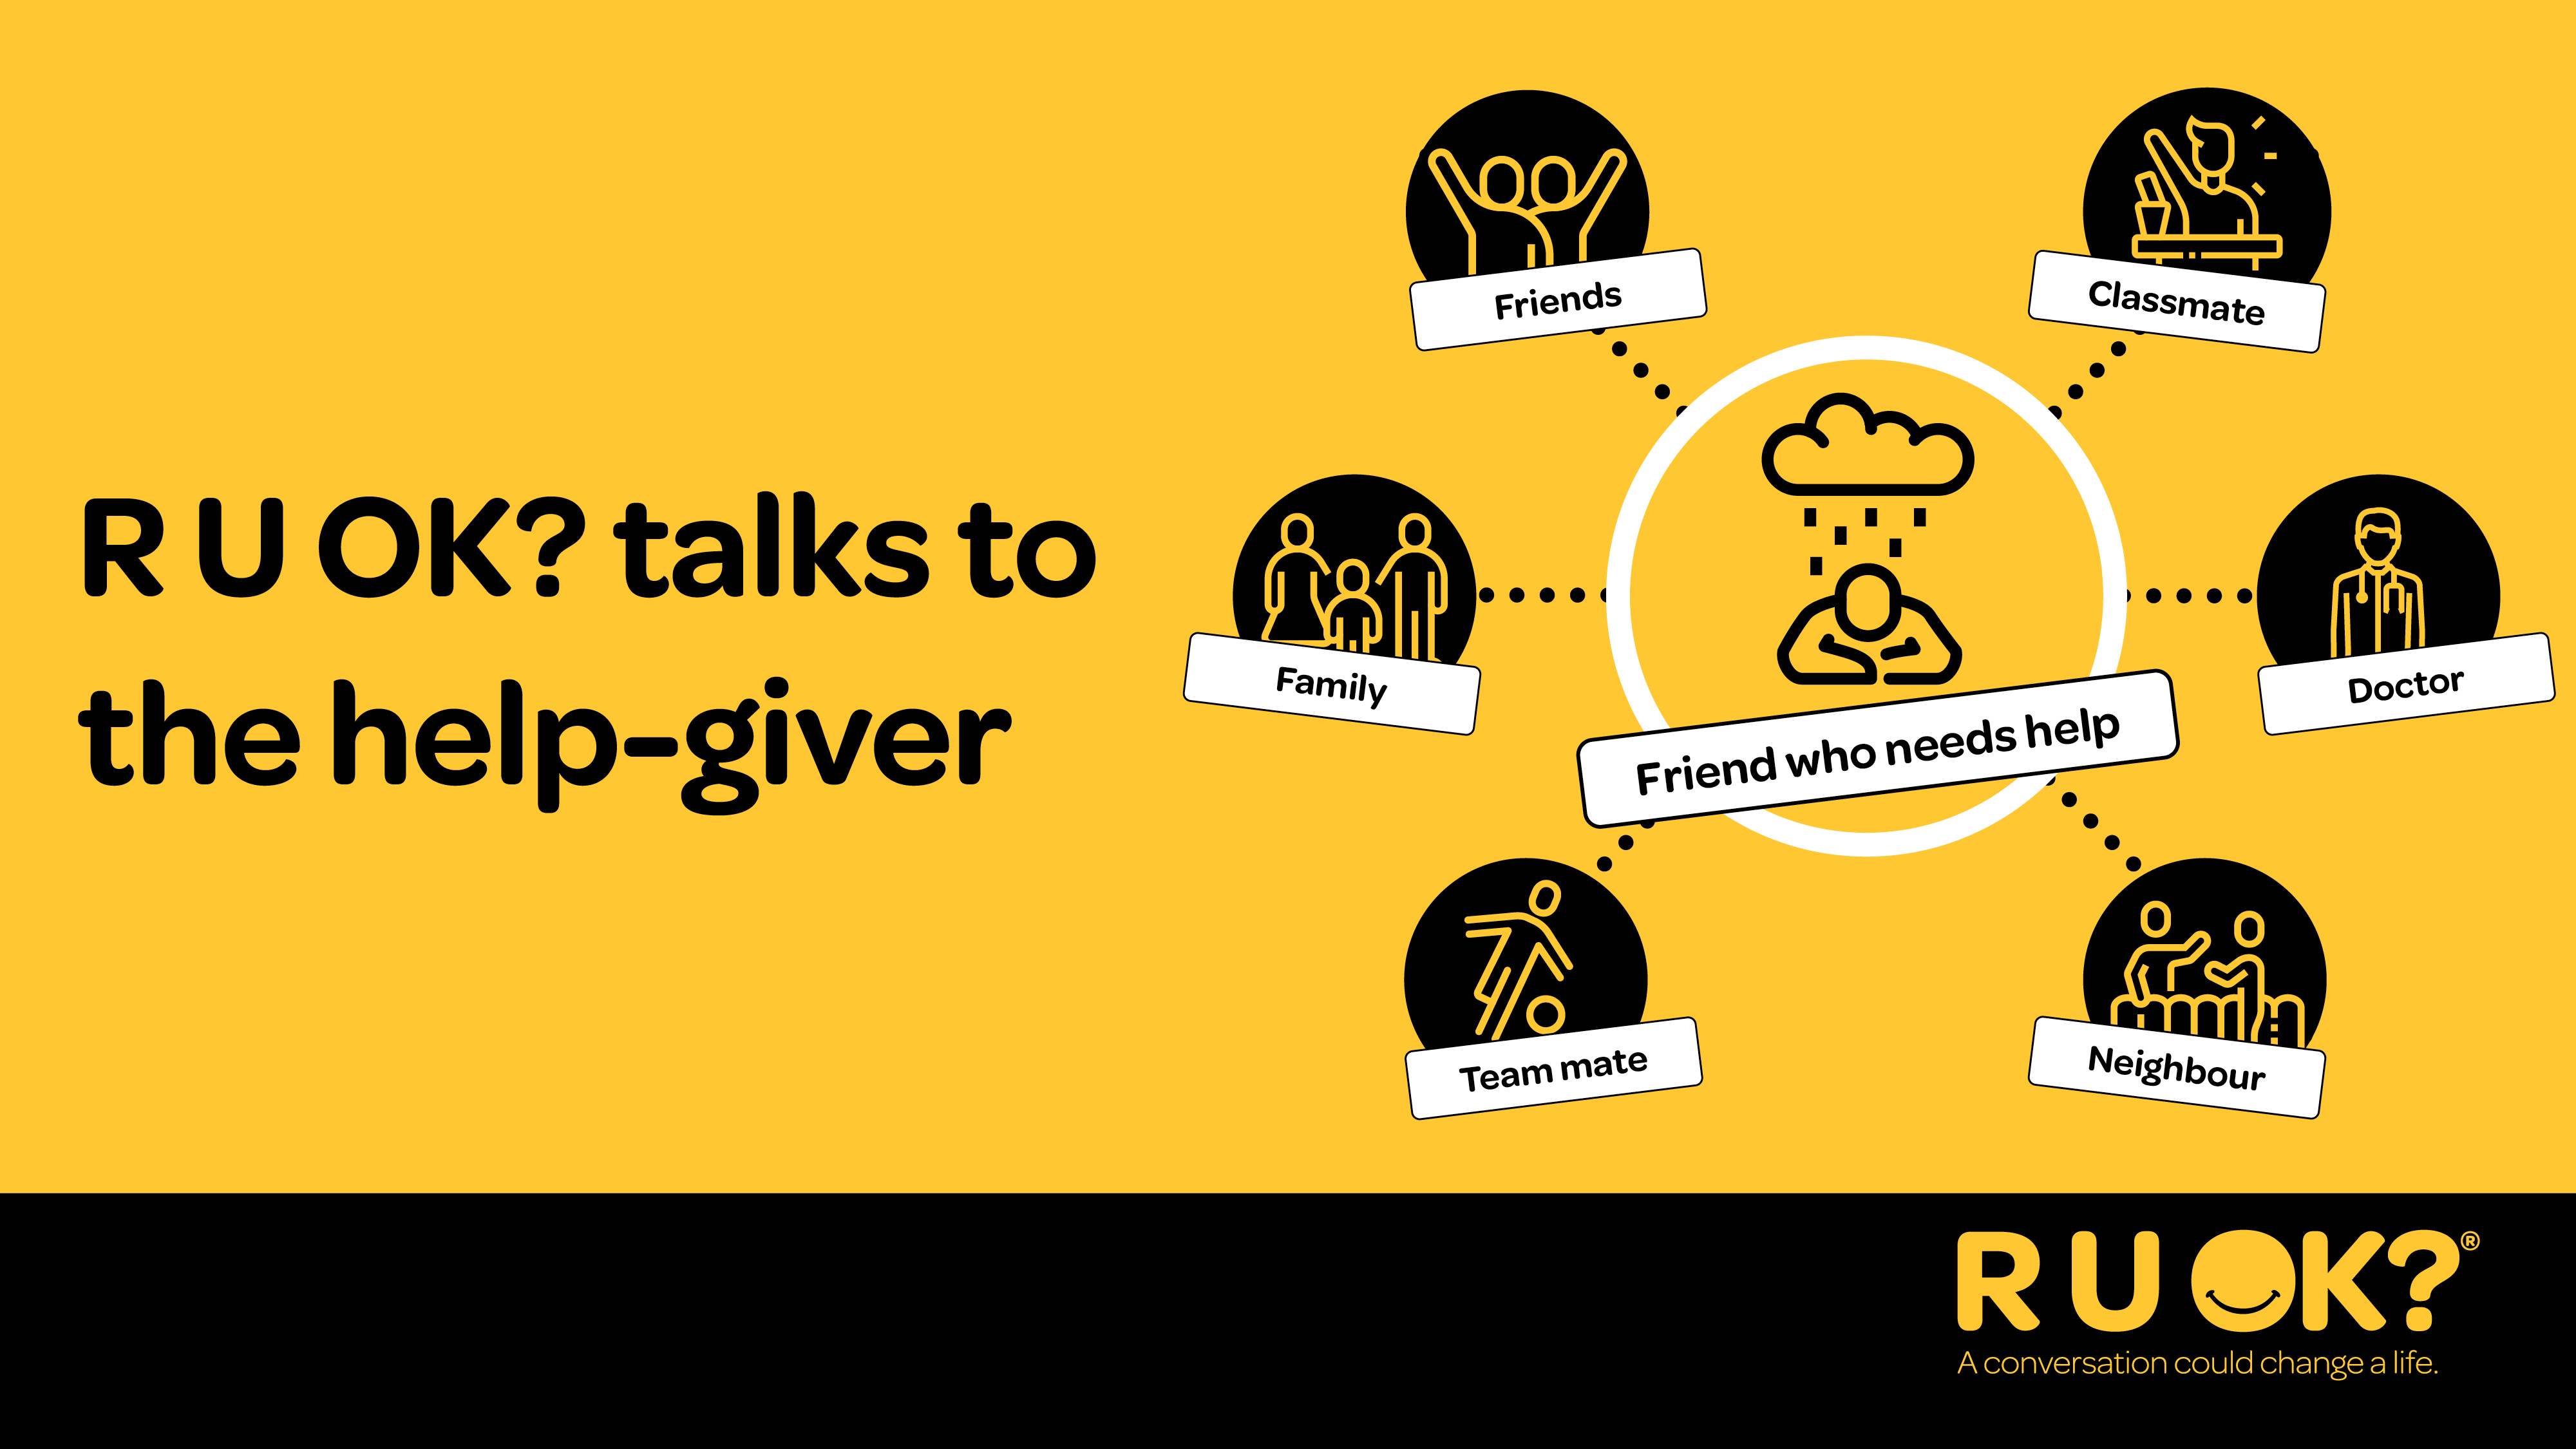 R U OK? talks to
the help-giver
Friends
Classmate
Family
Doctor
Friend who needs help
Team mate
Neighbour
R U OK?®
A conversation could change a life.